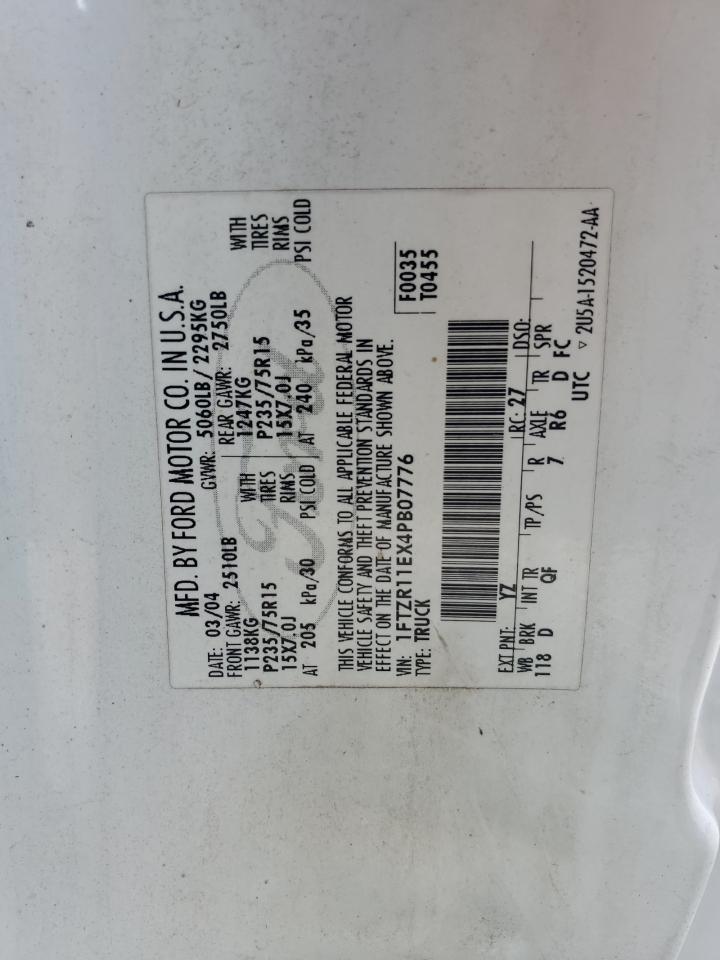 MFD. BY FORD MOTOR CO. IN U.S.A.
DATE: 03/04 GVWR: 5060LB / 2295KG
FRONT GAWR: 2510LB REAR GAWR: 2750LB
1138KG WITH 1247KG WITH
P235/75R15 TIRES P235/75R15 TIRES
15X7.0J RIMS 15X7.0J RIMS
AT 205 kPa/30 PSI COLD AT 240 kPa/35 PSI COLD
Ford
THIS VEHICLE CONFORMS TO ALL APPLICABLE FEDERAL MOTOR
VEHICLE SAFETY AND THEFT PREVENTION STANDARDS IN
EFFECT ON THE DATE OF MANUFACTURE SHOWN ABOVE.
VIN: 1FTZR11EX4PB07776 F0035
TYPE: TRUCK T0455
EXT PNT: YZ RC: 27 DSO:
WB BRK INT TR TP/PS R AXLE TR SPR
118 D QF 7 R6 D FC
UTC ▽ 2U5A-1520472-AA